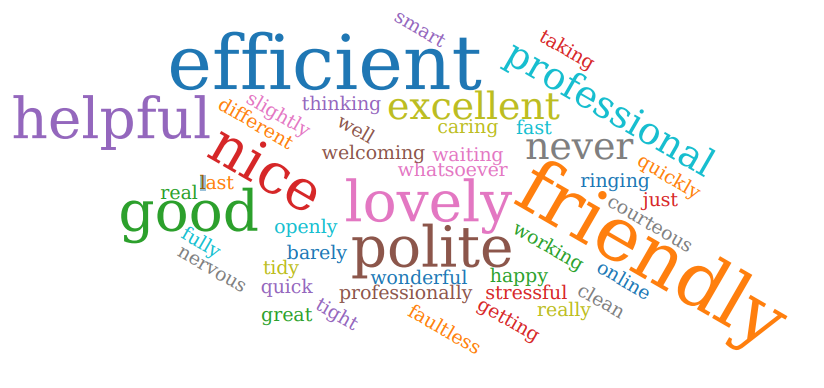 smart
efficient
taking
professional
helpful
slightly
different
thinking
excellent
well
caring
fast
nice
welcoming
waiting
never
whatsoever
quickly
last
real
good
lovely
friendly
ringing
just
courteous
openly
fully
polite
working
nervous
barely
tidy
wonderful
happy
online
quick
professionally
stressful
clean
great
tight
faultless
getting
really